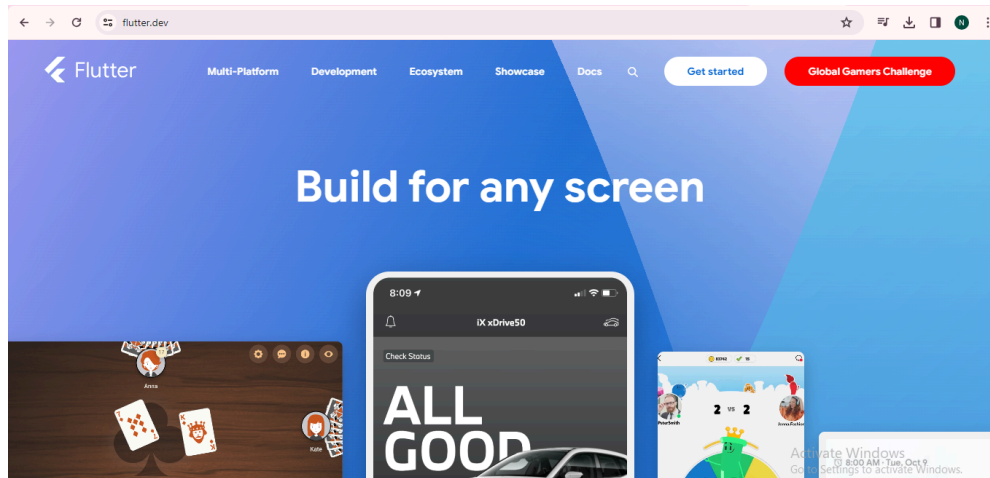 flutter.dev
N
Flutter
Multi-Platform
Development
Ecosystem
Showcase
Docs
Get started
Global Gamers Challenge
Build for any screen
8:09
iX xDrive50
Check Status
ALL
GOOD
Anna
Kate
2 vs 2
PeterSmith
8:00 AM · Tue, Oct 9
Activate Windows
Go to Settings to activate Windows.